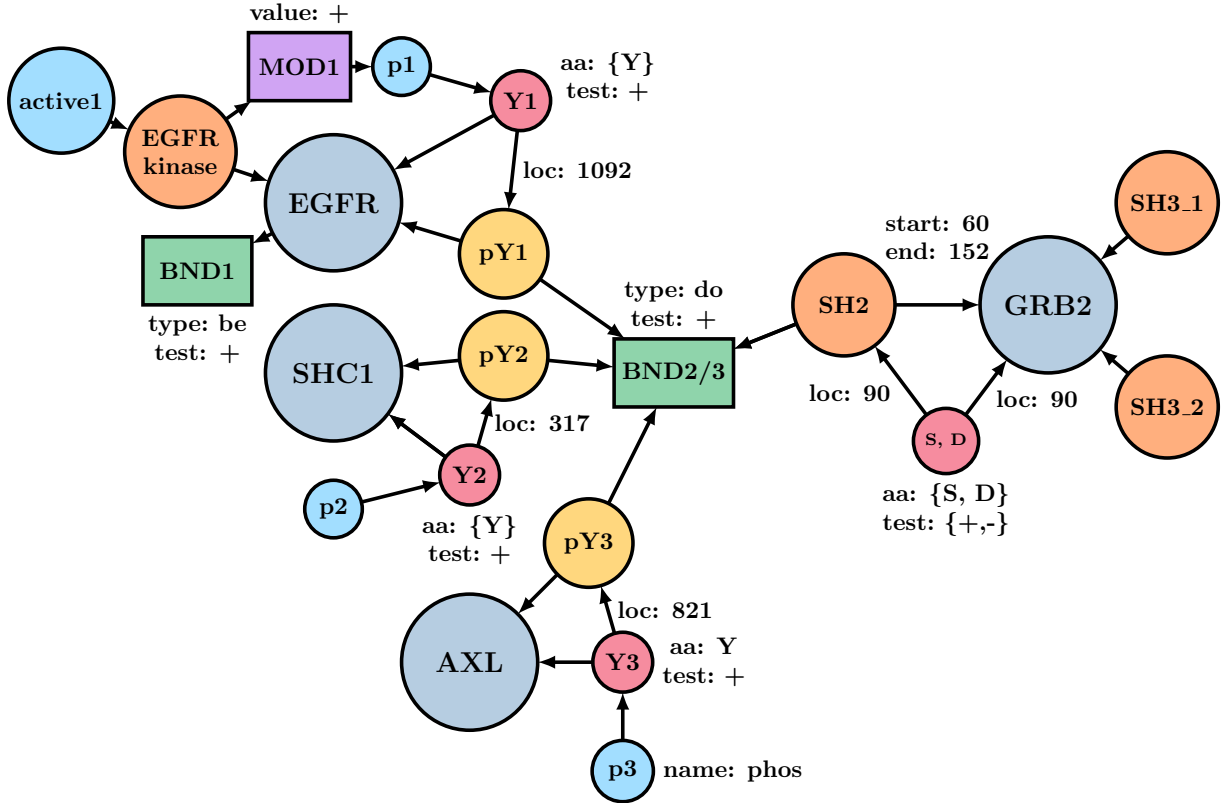 value: +
MOD1
p1
active1
EGFR
kinase
aa: {Y}
test: +
Y1
loc: 1092
EGFR
pY1
BND1
type: be
test: +
SH3_1
start: 60
end: 152
SH2
GRB2
type: do
test: +
BND2/3
SHC1
pY2
loc: 317
Y2
p2
aa: {Y}
test: +
loc: 90
loc: 90
SH3_2
S, D
aa: {S, D}
test: {+,-}
pY3
loc: 821
AXL
Y3
aa: Y
test: +
p3
name: phos